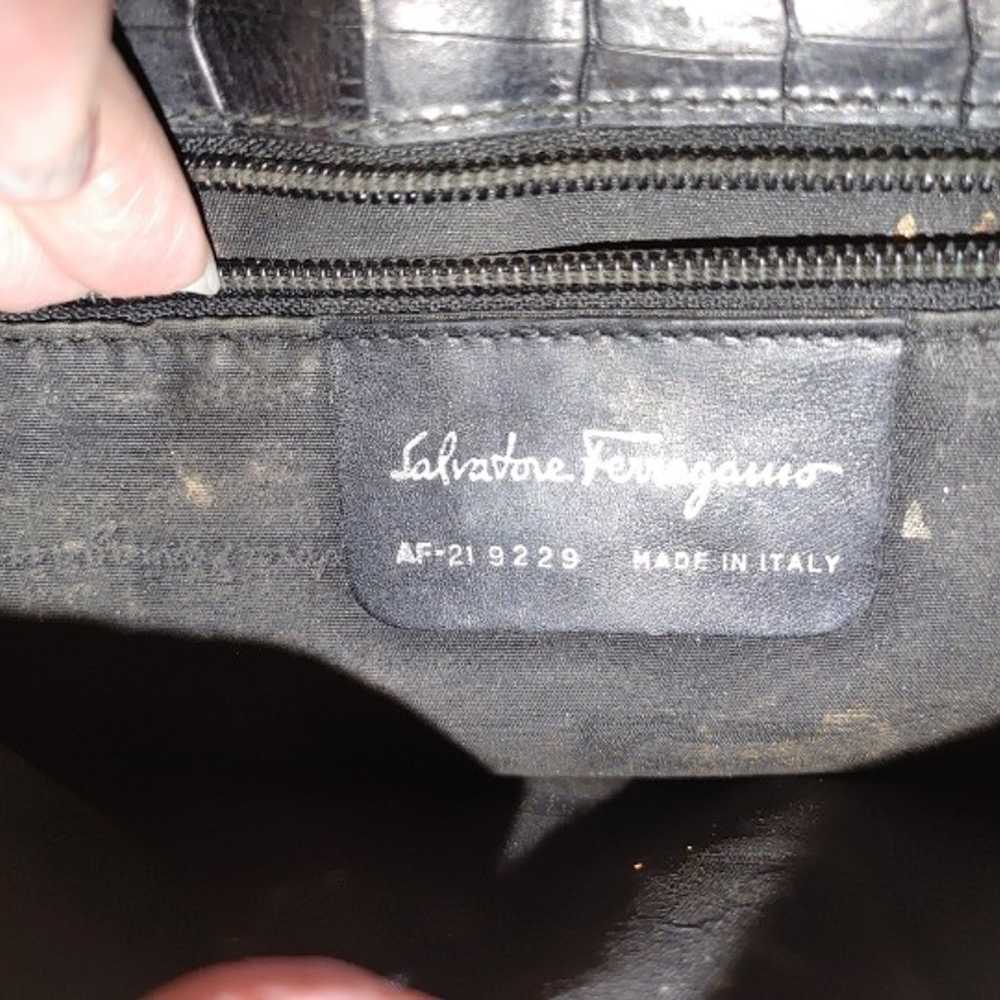 Salvatore Ferragamo
AF-21 9229 MADE IN ITALY